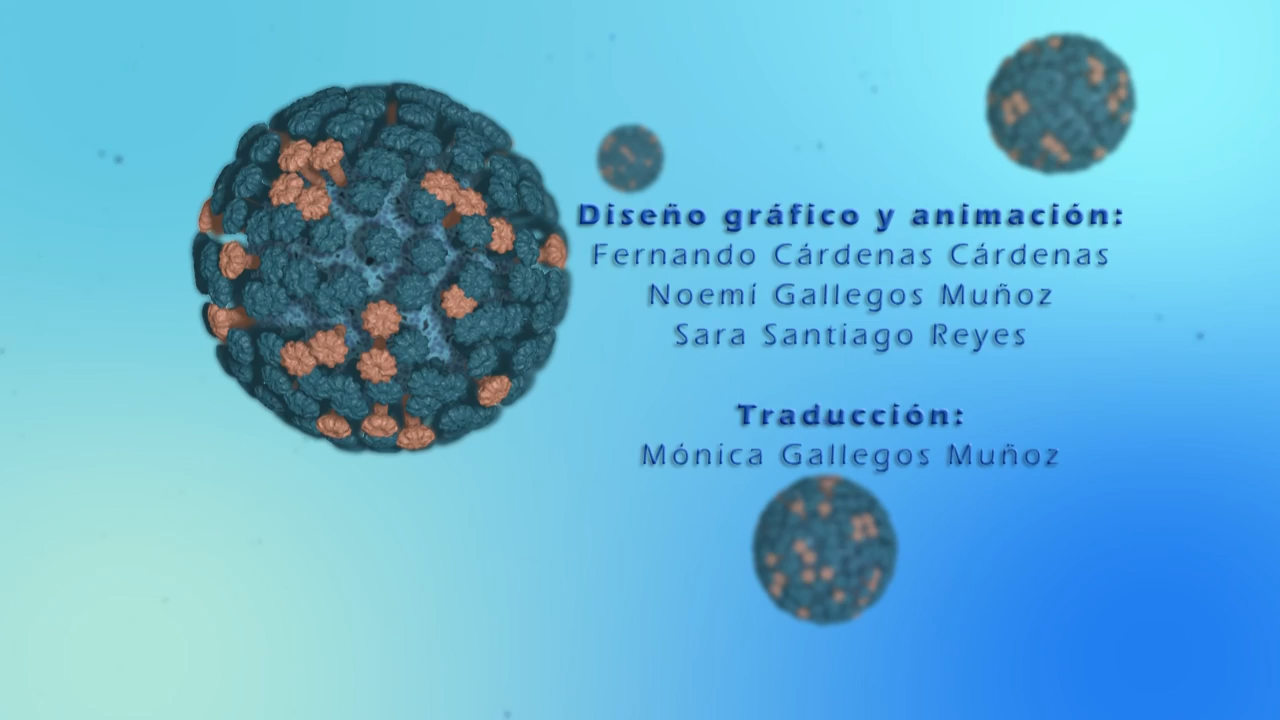 Diseño gráfico y animación:
Fernando Cárdenas Cárdenas
Noemí Gallegos Muñoz
Sara Santiago Reyes
Traducción:
Mónica Gallegos Muñoz